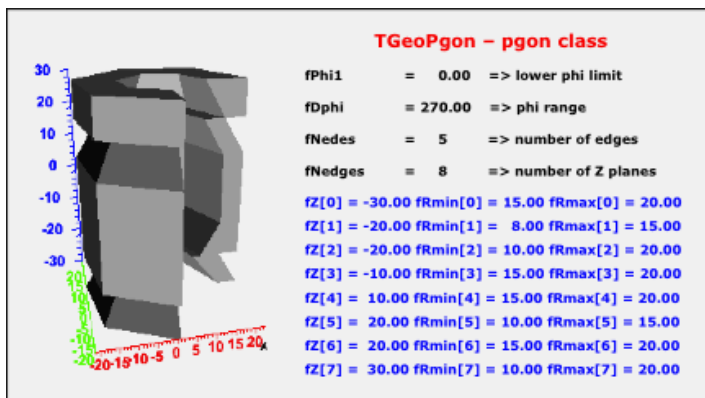 TGeoPgon – pgon class
fPhi1 = 0.00 => lower phi limit
fDphi = 270.00 => phi range
fNedes = 5 => number of edges
fNedges = 8 => number of Z planes
fZ[0] = -30.00 fRmin[0] = 15.00 fRmax[0] = 20.00
fZ[1] = -20.00 fRmin[1] = 8.00 fRmax[1] = 15.00
fZ[2] = -20.00 fRmin[2] = 10.00 fRmax[2] = 20.00
fZ[3] = -10.00 fRmin[3] = 15.00 fRmax[3] = 20.00
fZ[4] = 10.00 fRmin[4] = 15.00 fRmax[4] = 20.00
fZ[5] = 20.00 fRmin[5] = 10.00 fRmax[5] = 15.00
fZ[6] = 20.00 fRmin[6] = 15.00 fRmax[6] = 20.00
fZ[7] = 30.00 fRmin[7] = 10.00 fRmax[7] = 20.00
30
20
10
0
-10
-20
-30
20
-20
-20 -15 -10 -5 0 5 10 15 20 x